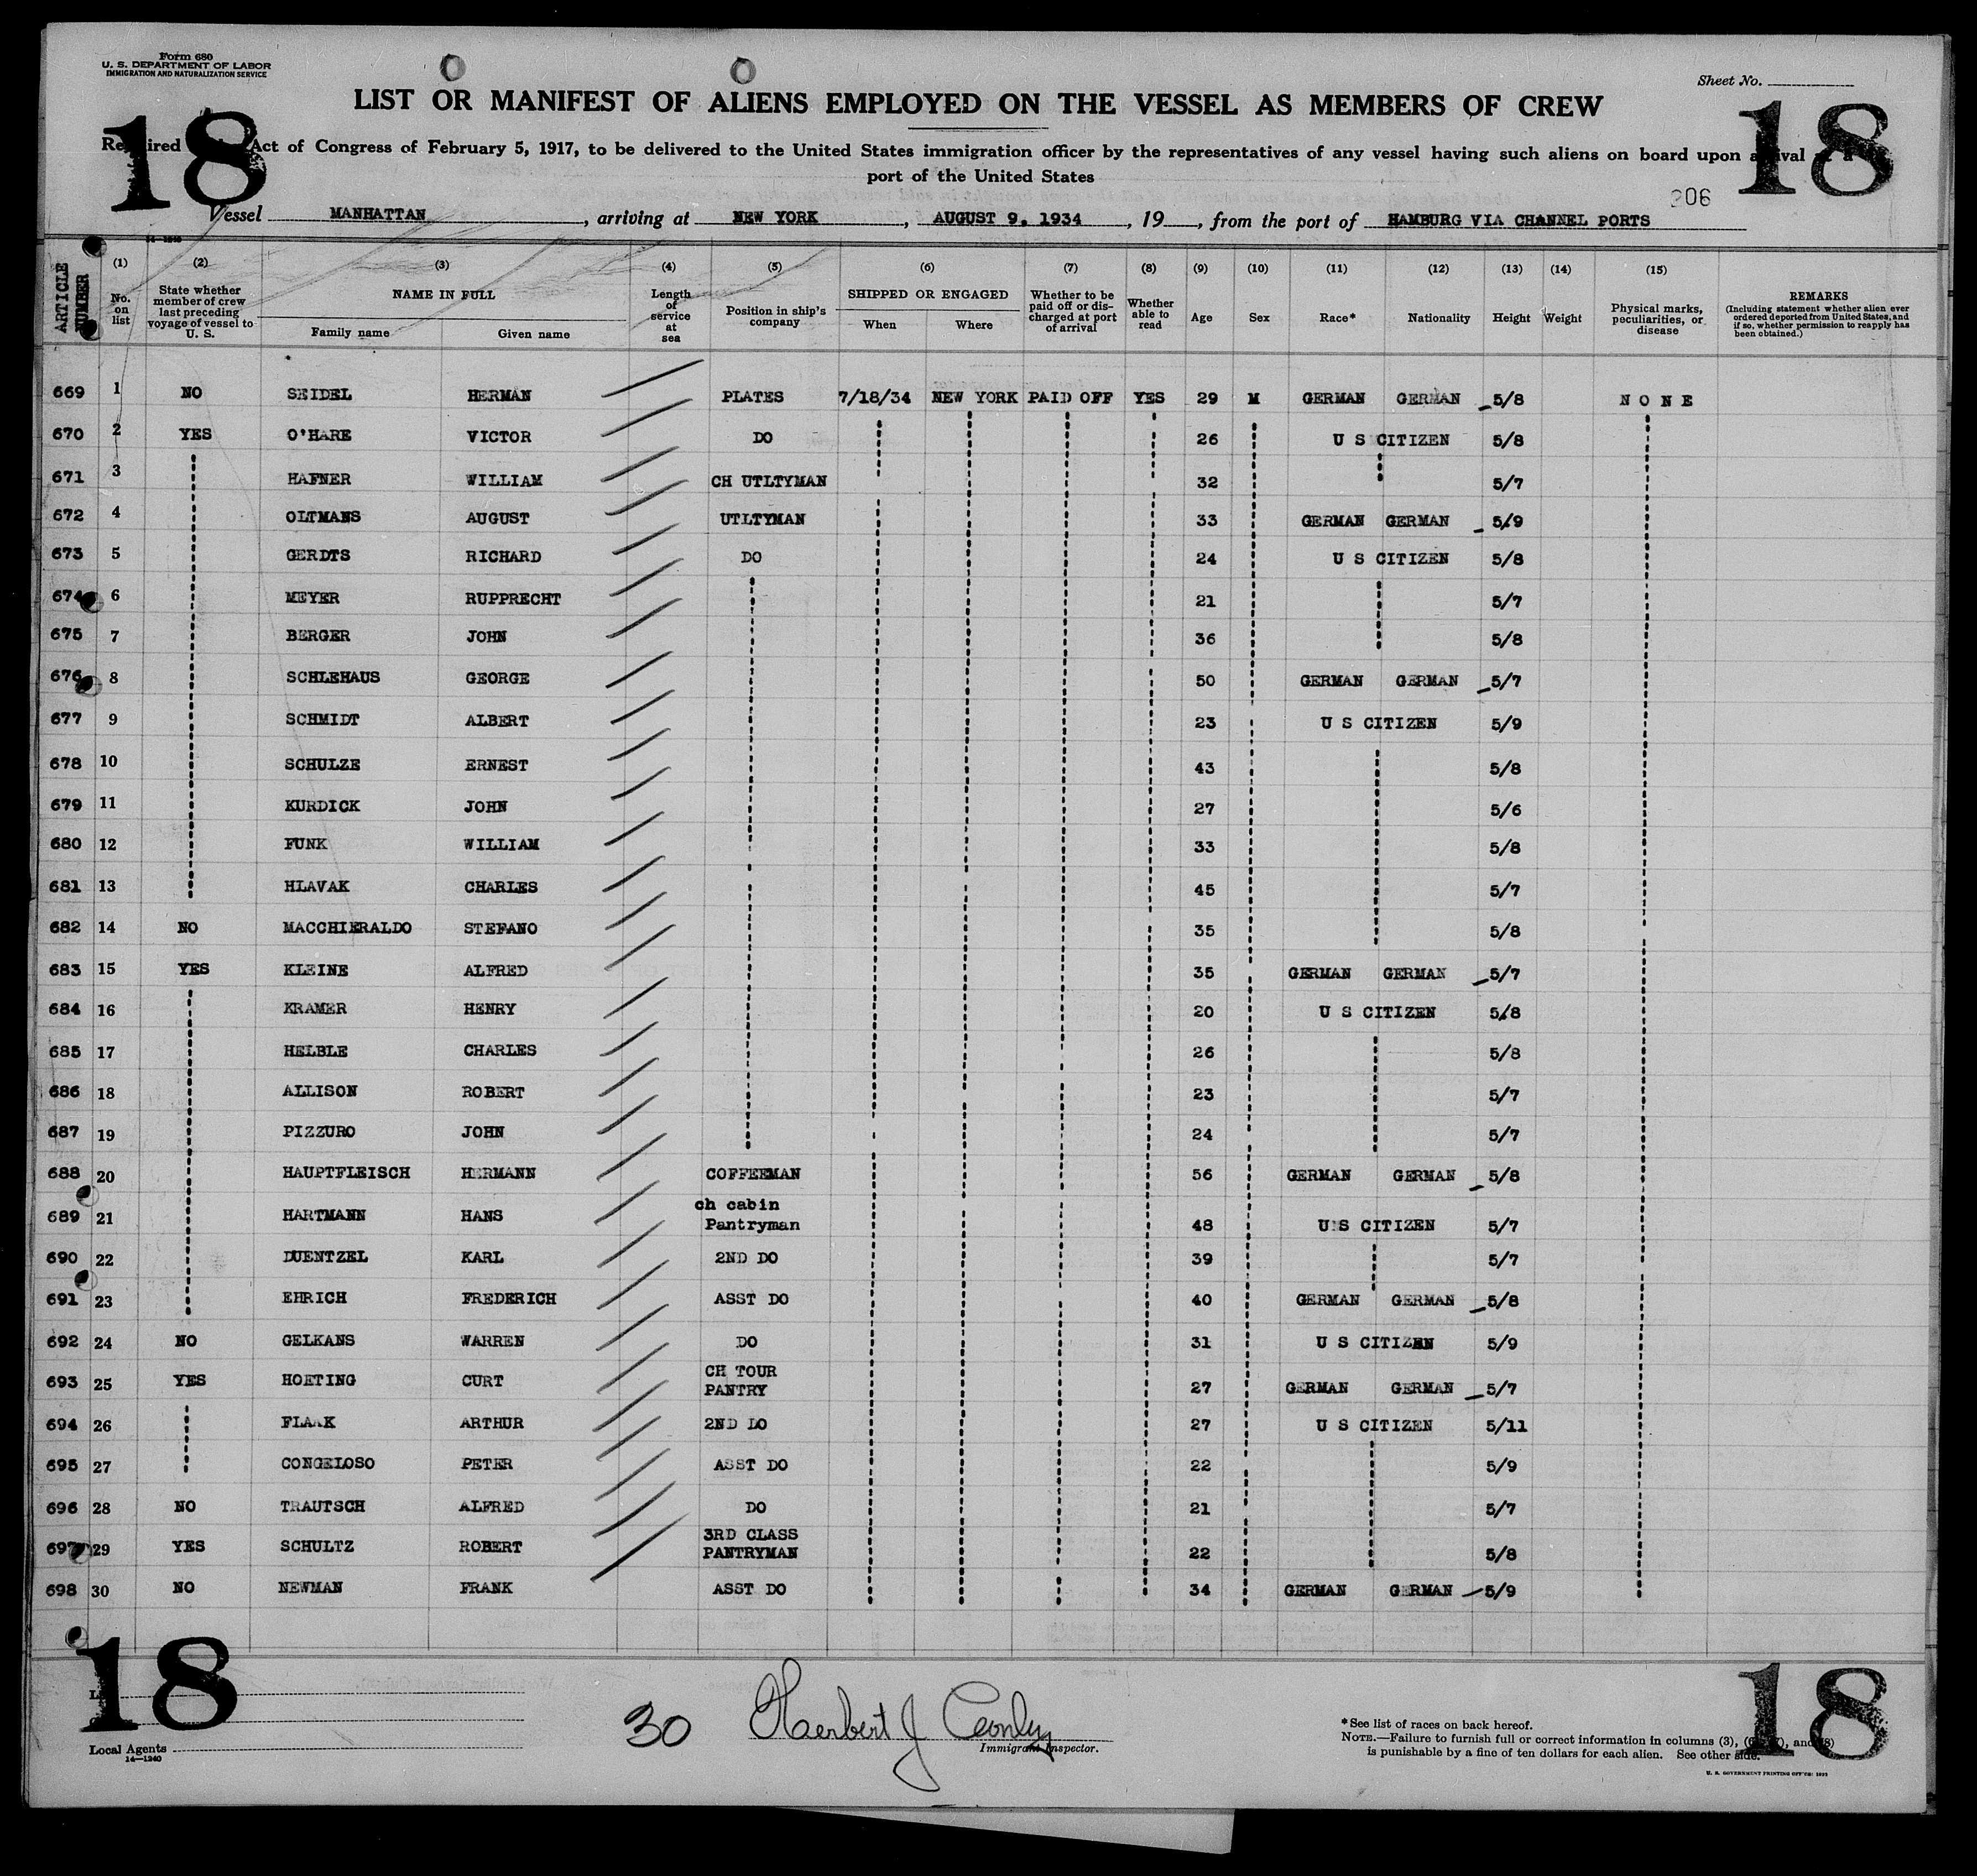 Form 680
U. S. DEPARTMENT OF LABOR
IMMIGRATION AND NATURALIZATION SERVICE
Sheet No.
LIST OR MANIFEST OF ALIENS EMPLOYED ON THE VESSEL AS MEMBERS OF CREW
18 18
Act of Congress of February 5, 1917, to be delivered to the United States immigration officer by the representatives of any vessel having such aliens on board upon arrival
port of the United States
206
Vessel MANHATTAN, arriving at NEW YORK, AUGUST 9, 1934, 19, from the port of HAMBURG VIA CHANNEL PORTS
ARTICLE NUMBER
(1) (2) (3) (4) (5) (6) (7) (8) (9) (10) (11) (12) (13) (14) (15)
No. on list
State whether member of crew last preceding voyage of vessel to U. S.
NAME IN FULL
Family name Given name
Length of service at sea
Position in ship's company
SHIPPED OR ENGAGED
When Where
Whether to be paid off or discharged at port of arrival
Whether able to read
Age Sex Race* Nationality Height Weight
Physical marks, peculiarities, or disease
REMARKS
(Including statement whether alien ever ordered deported from United States, and if so, whether permission to reapply has been obtained.)
669 1 NO SEIDEL HERMAN PLATES 7/18/34 NEW YORK PAID OFF YES 29 M GERMAN GERMAN 5/8 NONE
670 2 YES O'HARE VICTOR DO 26 U S CITIZEN 5/8
671 3 HAFNER WILLIAM CH UTLTYMAN 32 5/7
672 4 OLTMANS AUGUST UTLTYMAN 33 GERMAN GERMAN 5/9
673 5 GERDTS RICHARD DO 24 U S CITIZEN 5/8
674 6 MEYER RUPPRECHT 21 5/7
675 7 BERGER JOHN 36 5/8
676 8 SCHLEHAUS GEORGE 50 GERMAN GERMAN 5/7
677 9 SCHMIDT ALBERT 23 U S CITIZEN 5/9
678 10 SCHULZE ERNEST 43 5/8
679 11 KURDICK JOHN 27 5/6
680 12 FUNK WILLIAM 33 5/8
681 13 HLAVAK CHARLES 45 5/7
682 14 NO MACCHIERALDO STEFANO 35 5/8
683 15 YES KLEINE ALFRED 35 GERMAN GERMAN 5/7
684 16 KRAMER HENRY 20 U S CITIZEN 5/8
685 17 HELBLE CHARLES 26 5/8
686 18 ALLISON ROBERT 23 5/7
687 19 PIZZURO JOHN 24 5/7
688 20 HAUPTFLEISCH HERMANN COFFEEMAN 56 GERMAN GERMAN 5/8
689 21 HARTMANN HANS ch cabin Pantryman 48 U S CITIZEN 5/7
690 22 DUENTZEL KARL 2ND DO 39 5/7
691 23 EHRICH FREDERICH ASST DO 40 GERMAN GERMAN 5/8
692 24 NO GELKANS WARREN DO 31 U S CITIZEN 5/9
693 25 YES HOETING CURT CH TOUR PANTRY 27 GERMAN GERMAN 5/7
694 26 ARTHUR 2ND DO 27 U S CITIZEN 5/11
695 27 CONGELOSO PETER ASST DO 22 5/9
696 28 NO TRAUTSCH ALFRED DO 21 5/7
697 29 YES SCHULTZ ROBERT 3RD CLASS PANTRYMAN 22 5/8
698 30 NO NEWMAN FRANK ASST DO 34 GERMAN GERMAN 5/9
18 18
30 Herbert J Conly
Immigrant Inspector.
Local Agents
14—1240
*See list of races on back hereof.
NOTE.—Failure to furnish full or correct information in columns (3), and
is punishable by a fine of ten dollars for each alien. See other side.
U. S. GOVERNMENT PRINTING OFFICE: